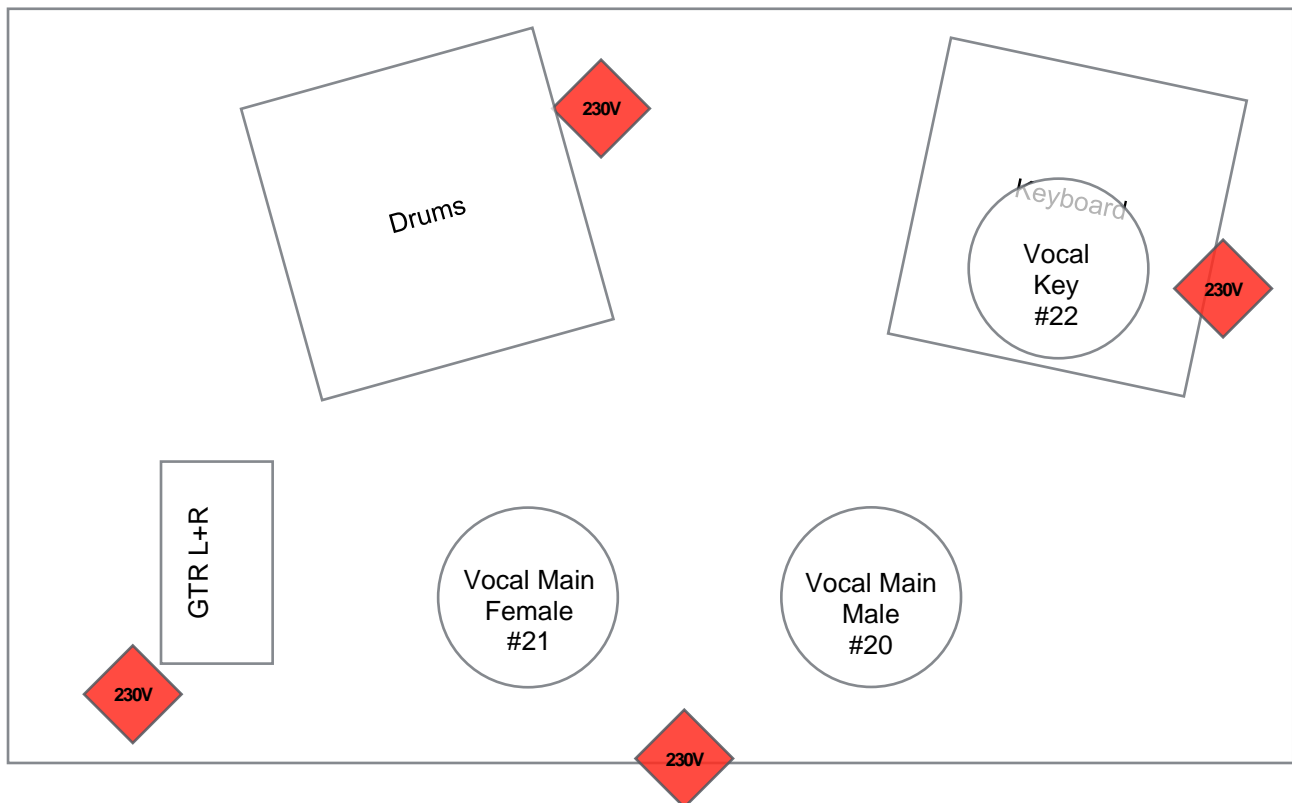 230V
Drums
Keyboard
Vocal
Key
#22
230V
GTR L+R
Vocal Main
Female
#21
Vocal Main
Male
#20
230V
230V